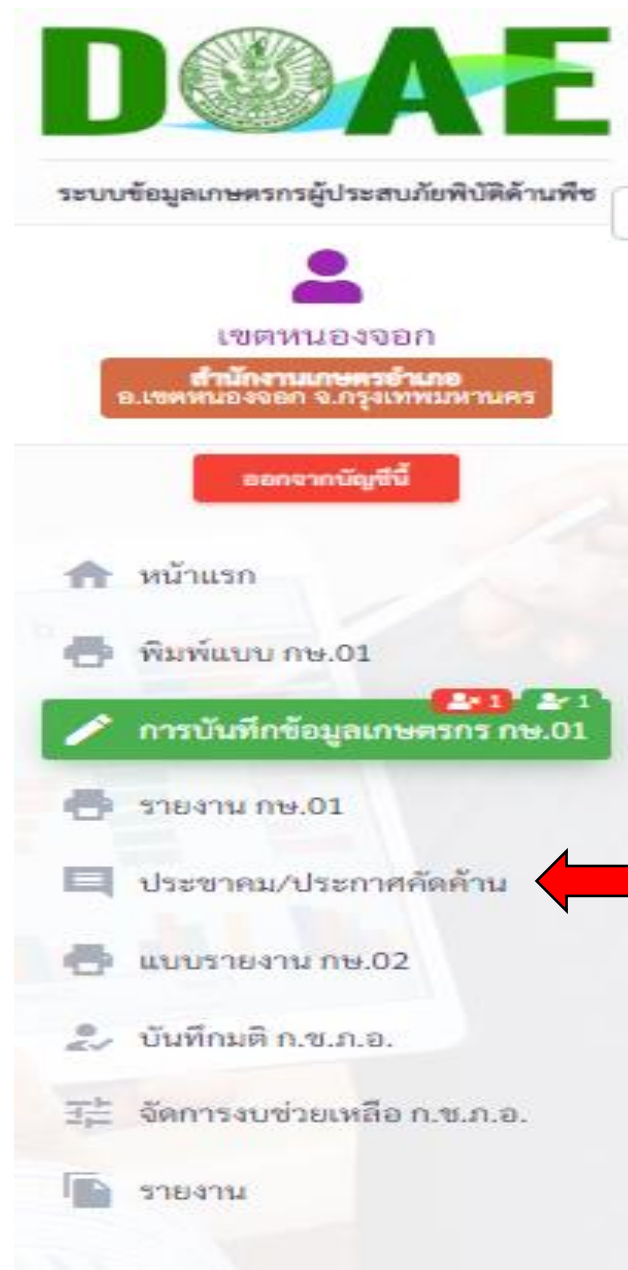 DOAE
ระบบข้อมูลเกษตรกรผู้ประสบภัยพิบัติด้านพืช
เขตหนองจอก
สำนักงานเกษตรอำเภอ
อ.เขตหนองจอก จ.กรุงเทพมหานคร
ออกจากบัญชีนี้
หน้าแรก
พิมพ์แบบ กษ.01
1 1
การบันทึกข้อมูลเกษตรกร กษ.01
รายงาน กษ.01
ประชาคม/ประกาศคัดค้าน
แบบรายงาน กษ.02
บันทึกมติ ก.ช.ภ.อ.
จัดการงบช่วยเหลือ ก.ช.ภ.อ.
รายงาน